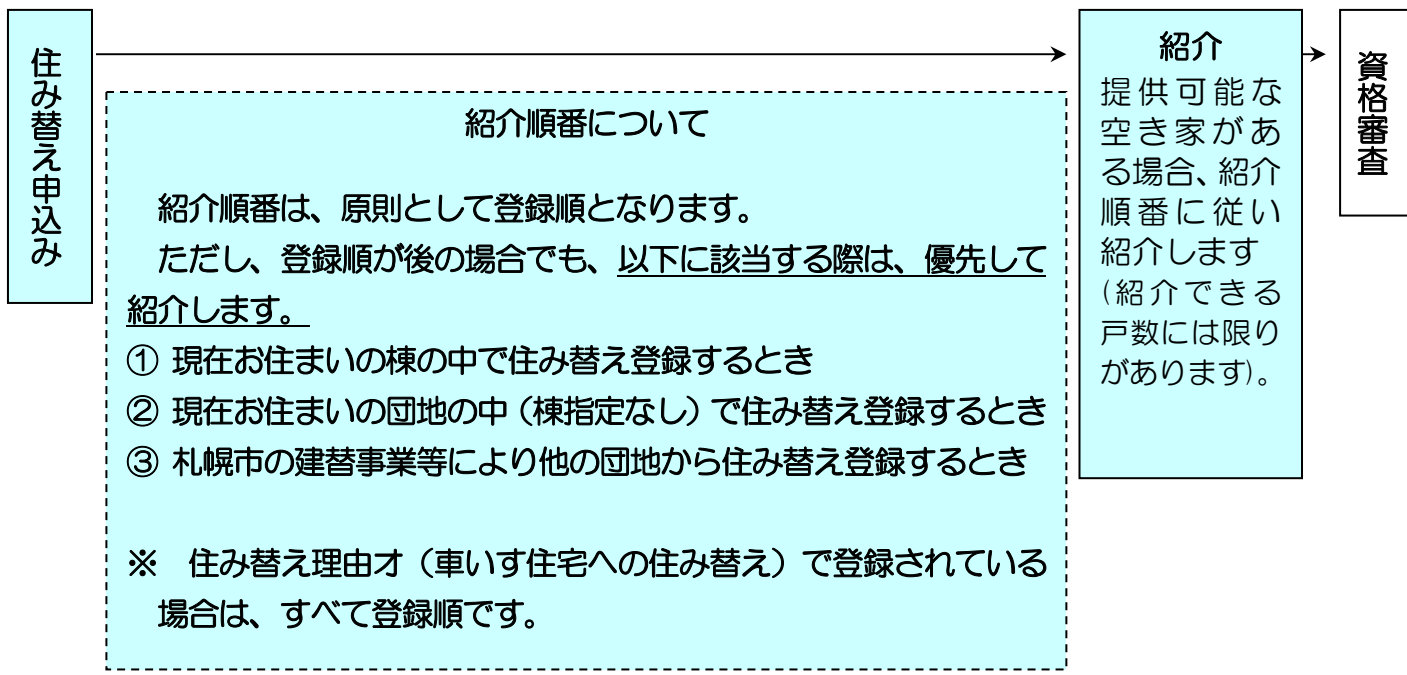 住み替え申込み
紹介順番について
紹介順番は、原則として登録順となります。
ただし、登録順が後の場合でも、以下に該当する際は、優先して
紹介します。
① 現在お住まいの棟の中で住み替え登録するとき
② 現在お住まいの団地の中（棟指定なし）で住み替え登録するとき
③ 札幌市の建替事業等により他の団地から住み替え登録するとき
※　住み替え理由オ（車いす住宅への住み替え）で登録されている
場合は、すべて登録順です。
紹介
提供可能な
空き家があ
る場合、紹介
順番に従い
紹介します
(紹介できる
戸数には限り
があります)。
資格審査